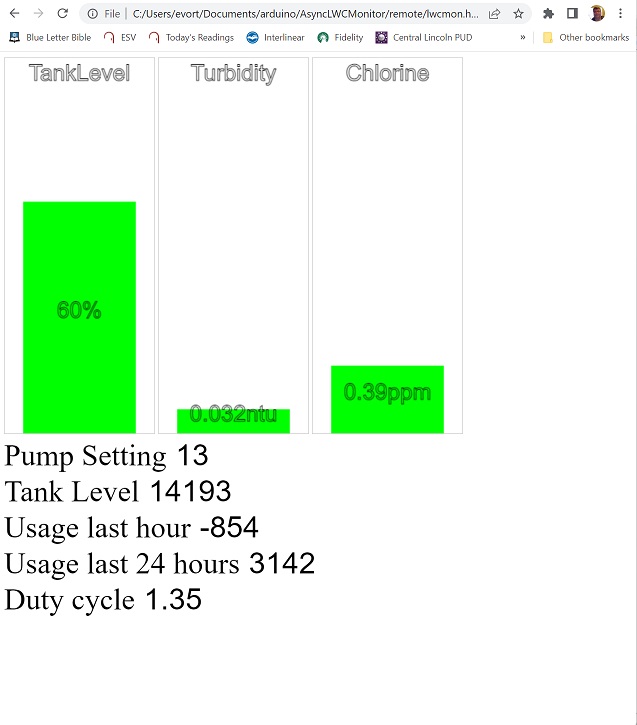 File | C:/Users/evort/Documents/arduino/AsyncLWCMonitor/remote/lwcmon.h...
Blue Letter Bible ESV Today's Readings Interlinear Fidelity Central Lincoln PUD » Other bookmarks
TankLevel Turbidity Chlorine
60%
0.39ppm
0.032ntu
Pump Setting 13
Tank Level 14193
Usage last hour -854
Usage last 24 hours 3142
Duty cycle 1.35